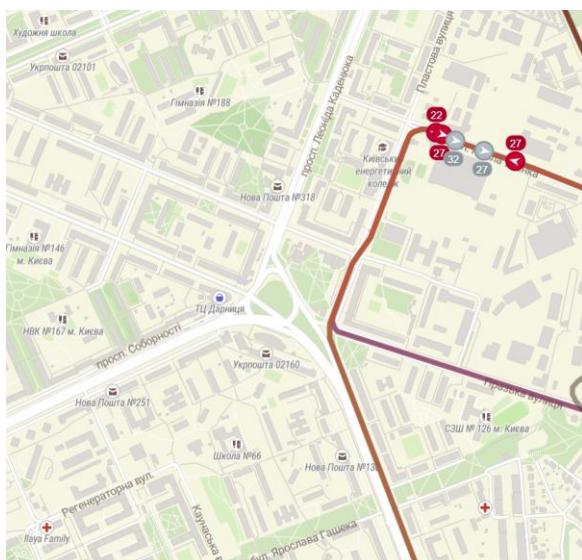 Художня школа
Укрпошта 02101
Гімназія №188
просп. Леоніда Каденюка
Пластова вулиця
22
27
32
27
27
Київський
енергетичний
коледж
Нова Пошта №318
Гімназія №146
м. Києва
ТЦ Дарниця
НВК №167 м. Києва
просп. Соборності
Укрпошта 02160
Празька вулиця
Нова Пошта №251
СЗШ № 126 м. Києва
Школа №66
Нова Пошта №13
Регенераторна вул.
Каунаська в
бул. Ярослава Гашека
Ilaya Family